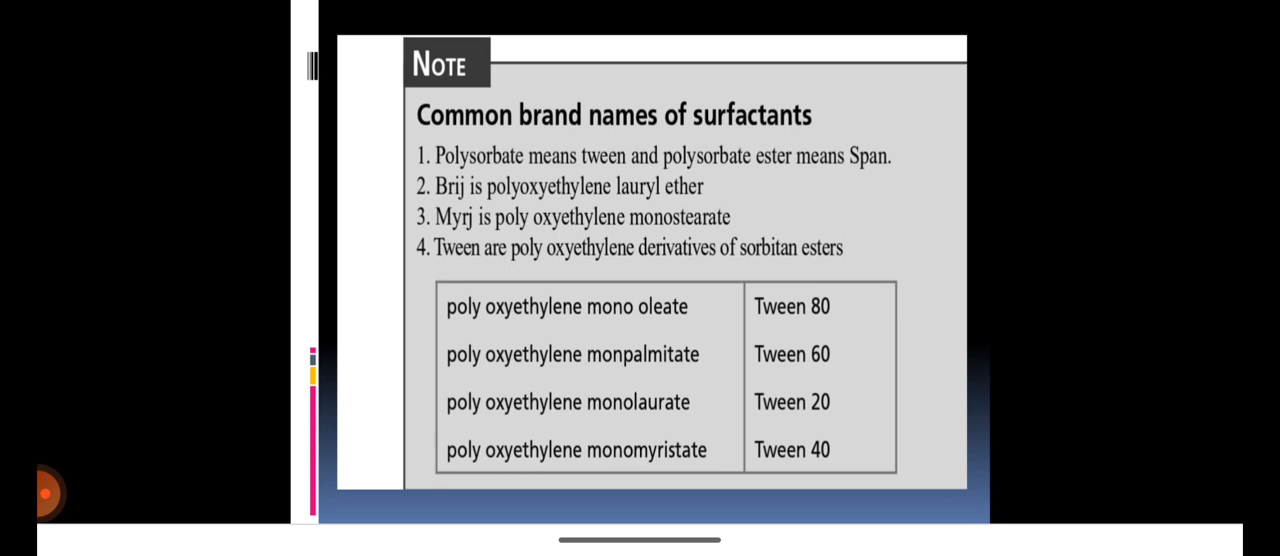 NOTE
Common brand names of surfactants
1. Polysorbate means tween and polysorbate ester means Span.
2. Brij is polyoxyethylene lauryl ether
3. Myrj is poly oxyethylene monostearate
4. Tween are poly oxyethylene derivatives of sorbitan esters
poly oxyethylene mono oleate Tween 80
poly oxyethylene monpalmitate Tween 60
poly oxyethylene monolaurate Tween 20
poly oxyethylene monomyristate Tween 40